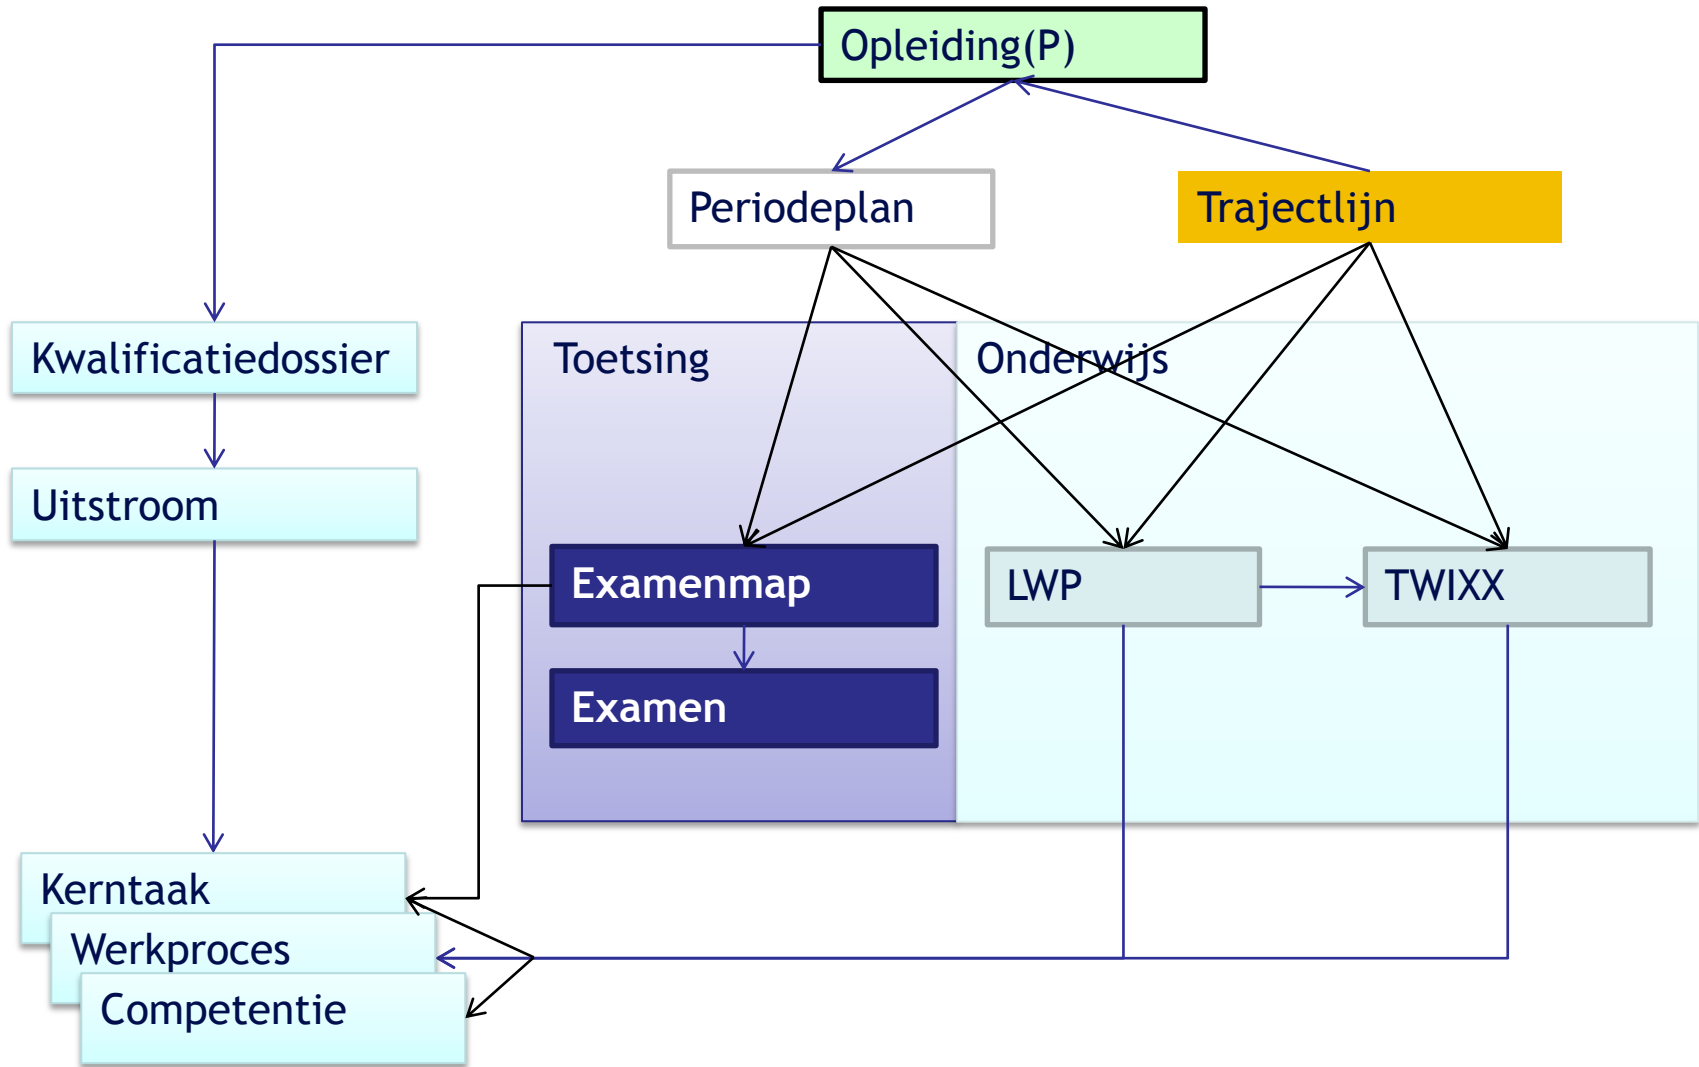 Opleiding(P)
Periodeplan
Trajectlijn
Kwalificatiedossier
Toetsing
Onderwijs
Uitstroom
Examenmap
LWP
TWIXX
Examen
Kerntaak
Werkproces
Competentie